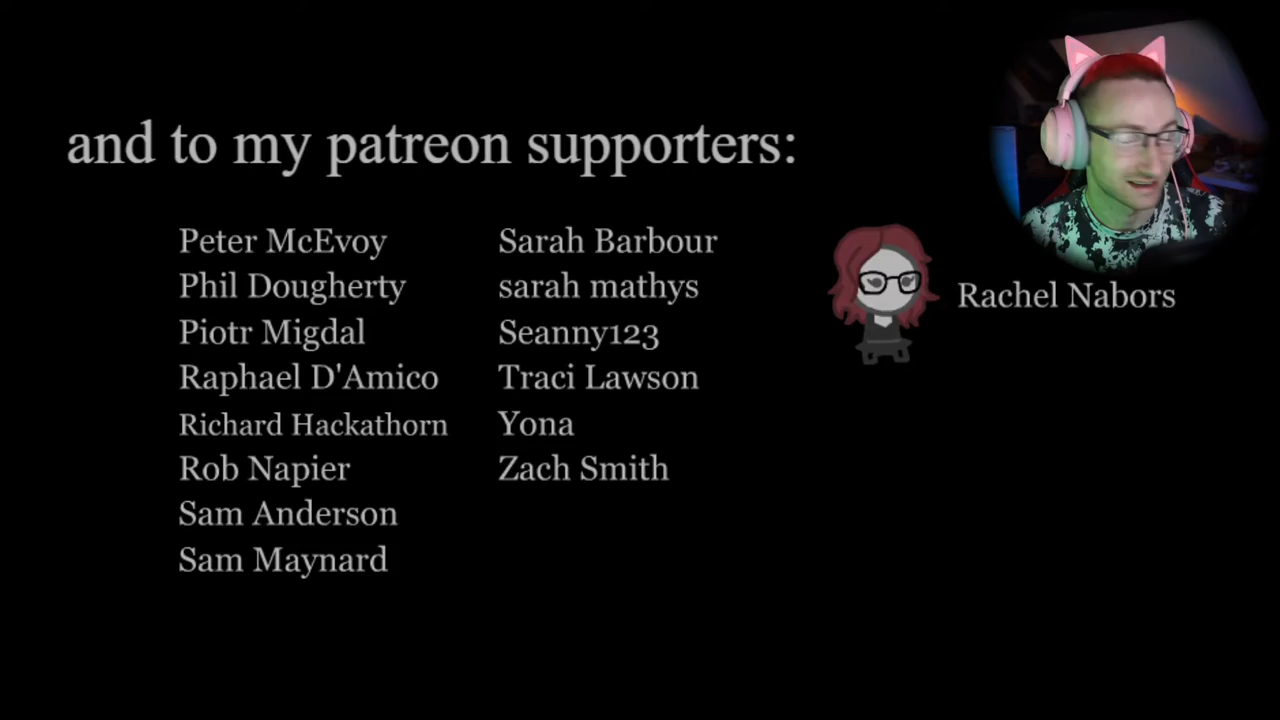 and to my patreon supporters:
Peter McEvoy
Phil Dougherty
Piotr Migdal
Raphael D'Amico
Richard Hackathorn
Rob Napier
Sam Anderson
Sam Maynard
Sarah Barbour
sarah mathys
Seanny123
Traci Lawson
Yona
Zach Smith
Rachel Nabors